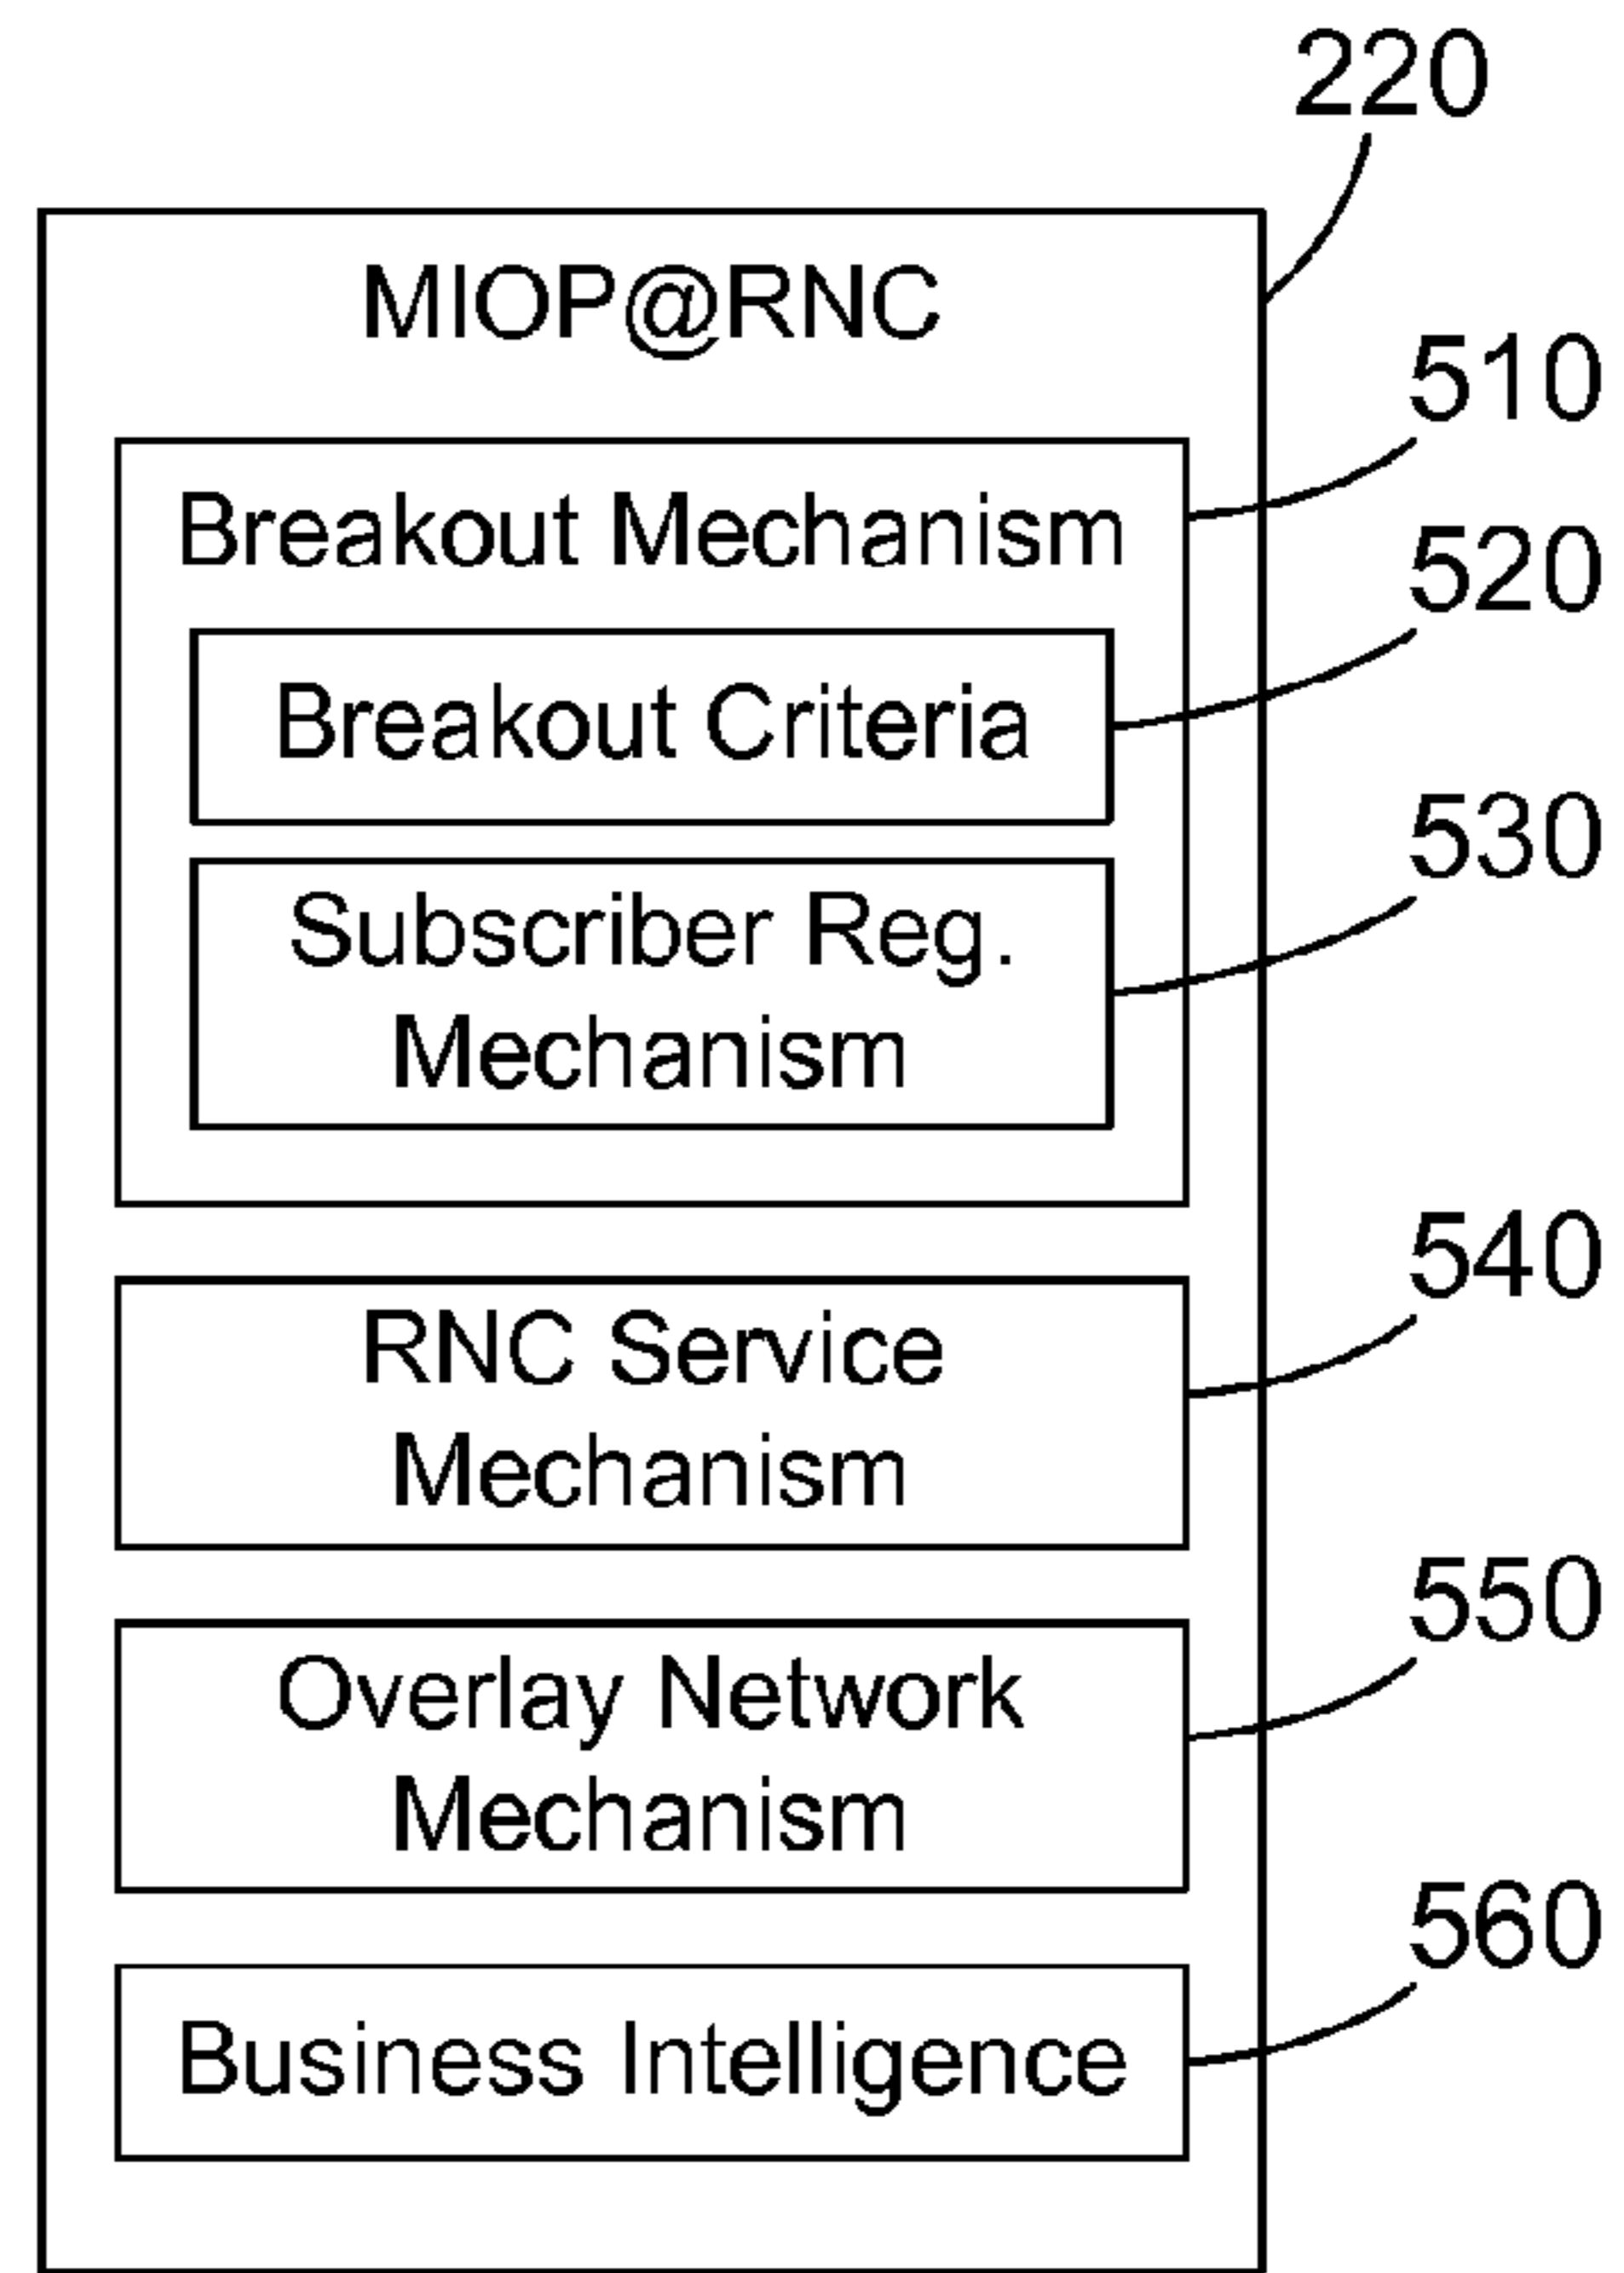 220
MIOP@RNC
510
Breakout Mechanism
520
Breakout Criteria
530
Subscriber Reg.
Mechanism
540
RNC Service
Mechanism
550
Overlay Network
Mechanism
560
Business Intelligence